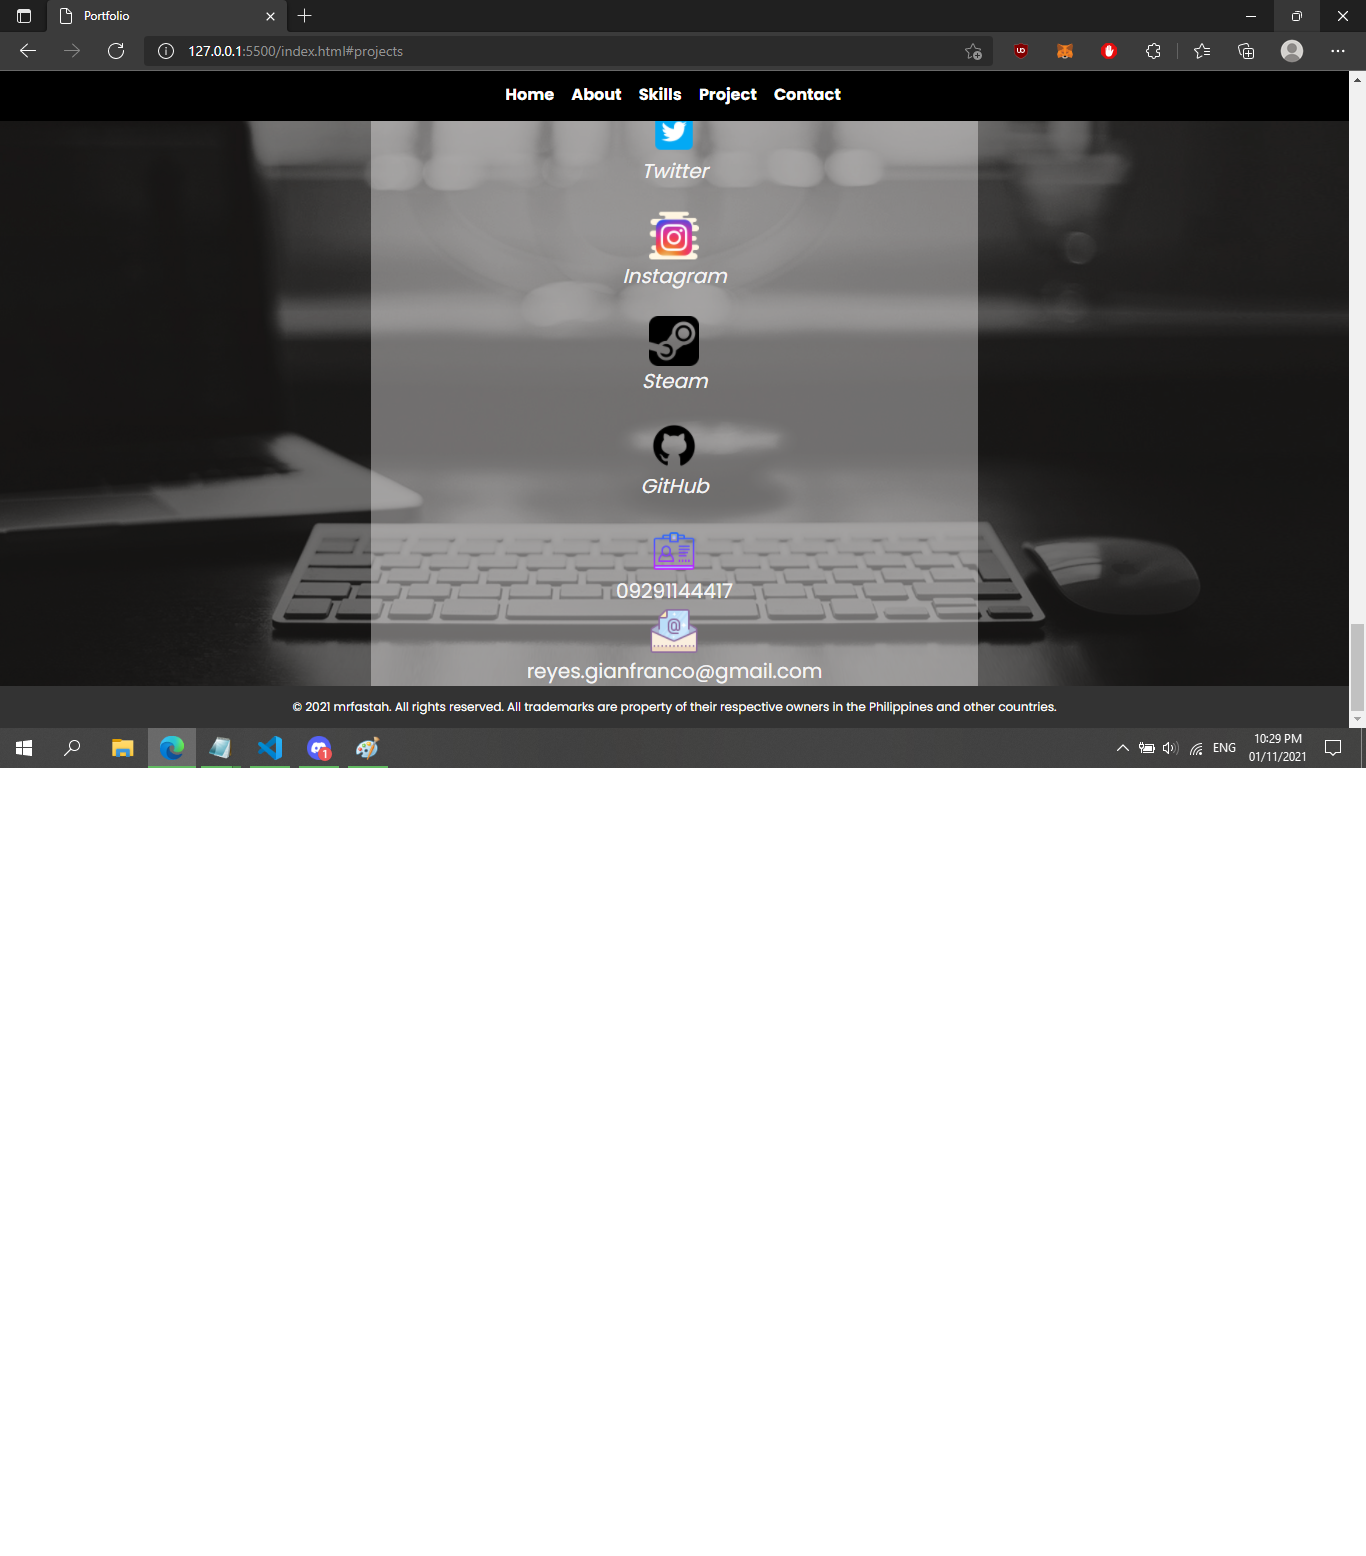 Portfolio
127.0.0.1:5500/index.html#projects
Home About Skills Project Contact
Twitter
Instagram
Steam
GitHub
09291144417
reyes.gianfranco@gmail.com
© 2021 mrfastah. All rights reserved. All trademarks are property of their respective owners in the Philippines and other countries.
1
ENG
10:29 PM
01/11/2021